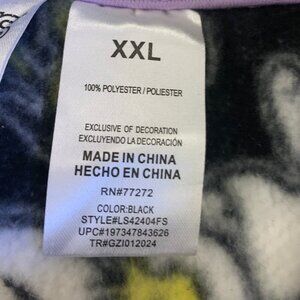 XXL
100% POLYESTER / POLIESTER
EXCLUSIVE OF DECORATION
EXCLUYENDO LA DECORACIÓN
MADE IN CHINA
HECHO EN CHINA
RN#77272
COLOR:BLACK
STYLE#LS42404FS
UPC#197347843626
TR#GZI012024